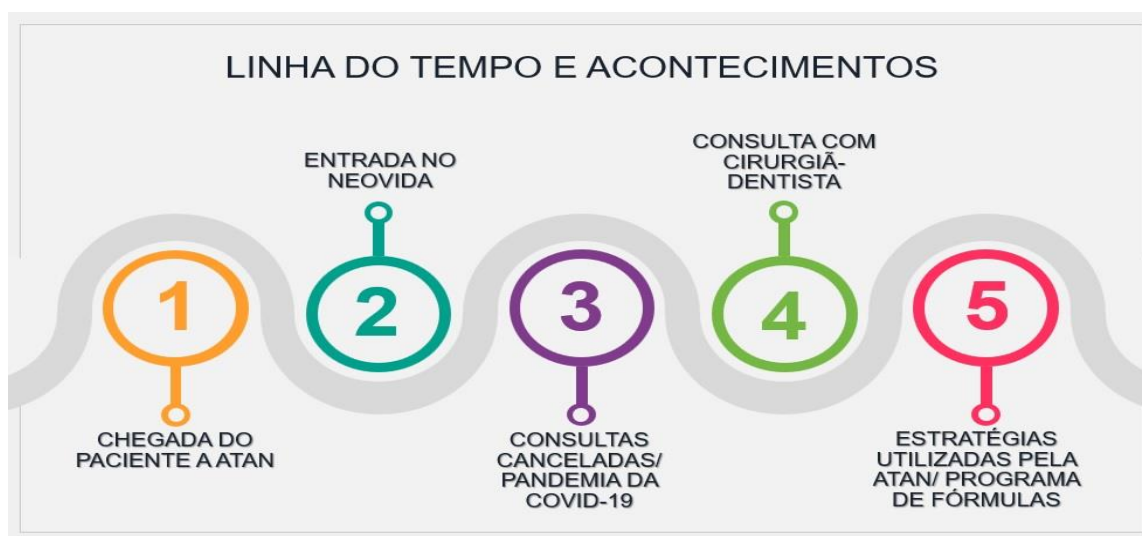 LINHA DO TEMPO E ACONTECIMENTOS
1
CHEGADA DO
PACIENTE A ATAN
ENTRADA NO
NEOVIDA
2
3
CONSULTAS
CANCELADAS/
PANDEMIA DA
COVID-19
CONSULTA COM
CIRURGIÃ-
DENTISTA
4
5
ESTRATÉGIAS
UTILIZADAS PELA
ATAN/ PROGRAMA
DE FÓRMULAS